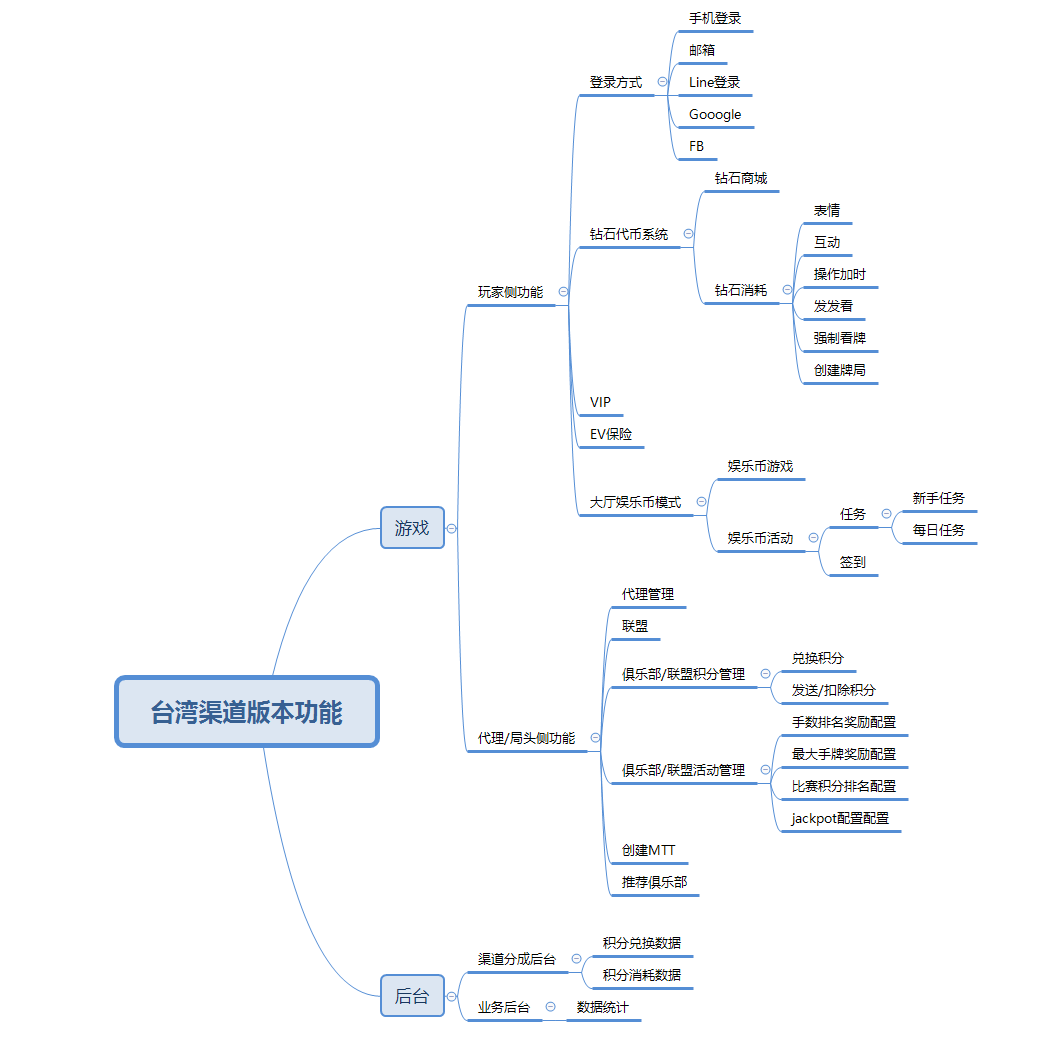 台湾渠道版本功能
游戏
玩家侧功能
登录方式
手机登录
邮箱
Line登录
Gooogle
FB
钻石代币系统
钻石商城
钻石消耗
表情
互动
操作加时
发发看
强制看牌
创建牌局
VIP
EV保险
大厅娱乐币模式
娱乐币游戏
娱乐币活动
任务
新手任务
每日任务
签到
代理/局头侧功能
代理管理
联盟
俱乐部/联盟积分管理
兑换积分
发送/扣除积分
俱乐部/联盟活动管理
手数排名奖励配置
最大手牌奖励配置
比赛积分排名配置
jackpot配置配置
创建MTT
推荐俱乐部
后台
渠道分成后台
积分兑换数据
积分消耗数据
业务后台
数据统计